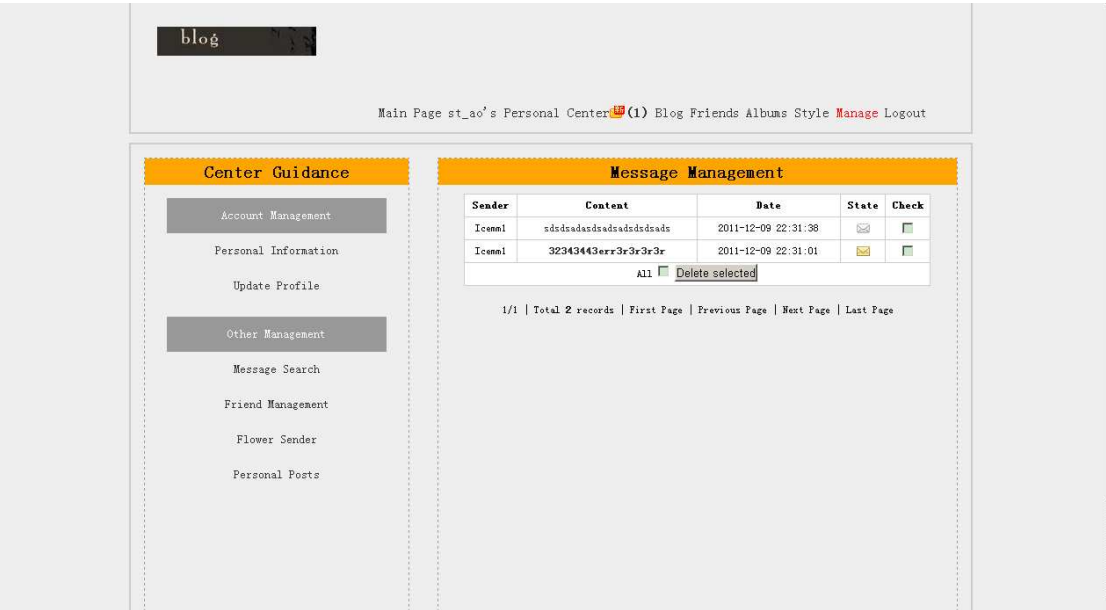 blog
Main Page st_ao's Personal Center (1) Blog Friends Albums Style Manage Logout
Center Guidance
Account Management
Personal Information
Update Profile
Other Management
Message Search
Friend Management
Flower Sender
Personal Posts
Message Management
Sender Content Date State Check
Icemm1 sdsdsadasdsadsadsdsdsads 2011-12-09 22:31:38
Icemm1 32343443err3r3r3r3r 2011-12-09 22:31:01
All Delete selected
1/1 | Total 2 records | First Page | Previous Page | Next Page | Last Page